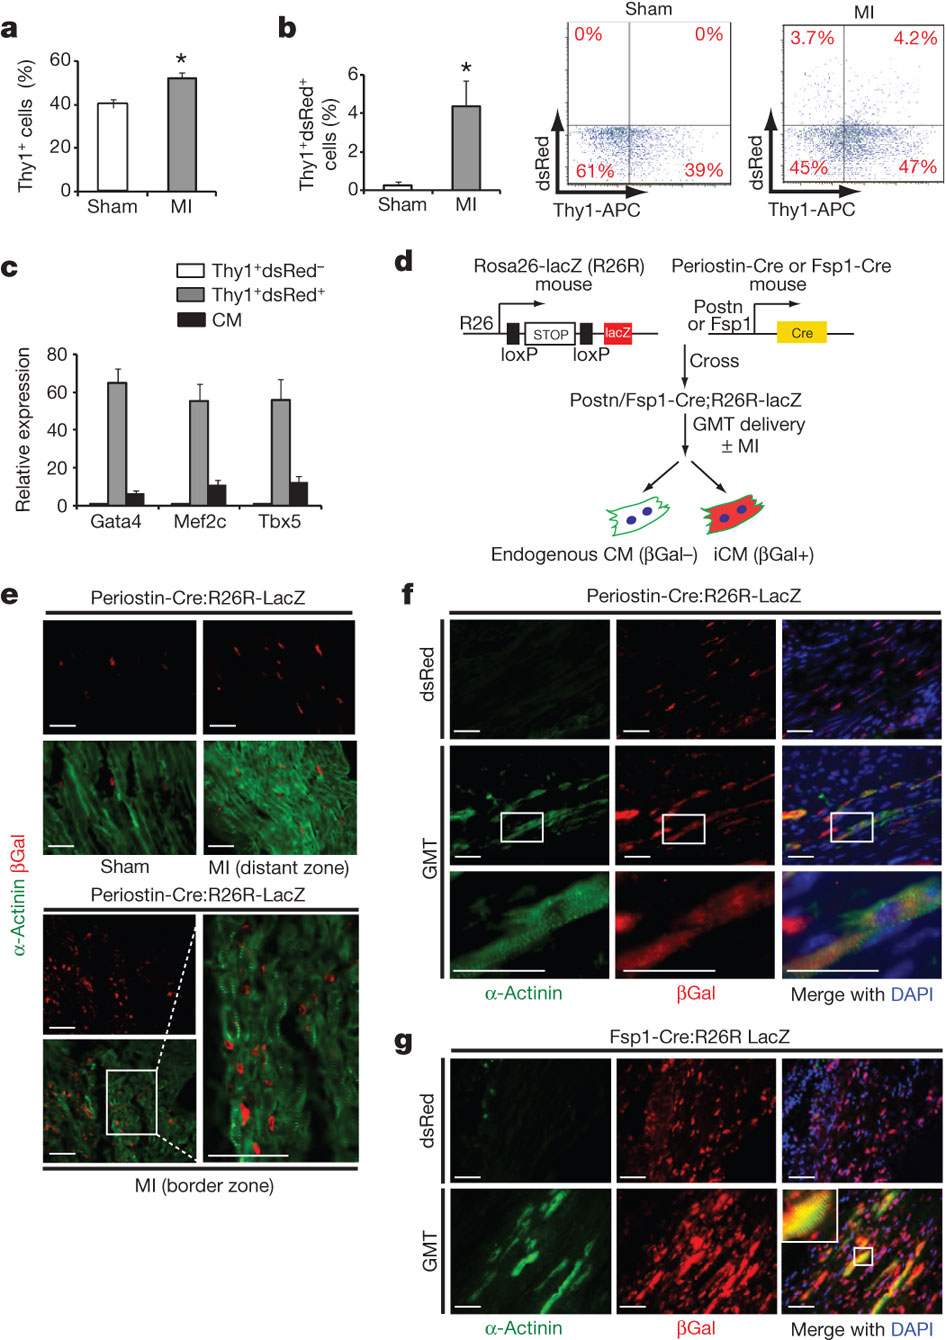 a
Thy1+ cells (%)
60
40
20
0
*
Sham
MI
b
Thy1+dsRed+
cells (%)
6
4
2
0
*
Sham
MI
Sham
0%
0%
61%
39%
dsRed
Thy1-APC
MI
3.7%
4.2%
45%
47%
dsRed
Thy1-APC
c
Thy1+dsRed–
Thy1+dsRed+
CM
Relative expression
80
60
40
20
0
Gata4
Mef2c
Tbx5
d
Rosa26-lacZ (R26R)
mouse
R26
STOP
lacZ
loxP
loxP
Periostin-Cre or Fsp1-Cre
mouse
Postn
or Fsp1
Cre
Cross
Postn/Fsp1-Cre;R26R-lacZ
GMT delivery
± MI
Endogenous CM (βGal–)
iCM (βGal+)
e
Periostin-Cre:R26R-LacZ
α-Actinin βGal
Sham
MI (distant zone)
Periostin-Cre:R26R-LacZ
MI (border zone)
f
Periostin-Cre:R26R-LacZ
dsRed
GMT
α-Actinin
βGal
Merge with DAPI
g
Fsp1-Cre:R26R LacZ
dsRed
GMT
α-Actinin
βGal
Merge with DAPI